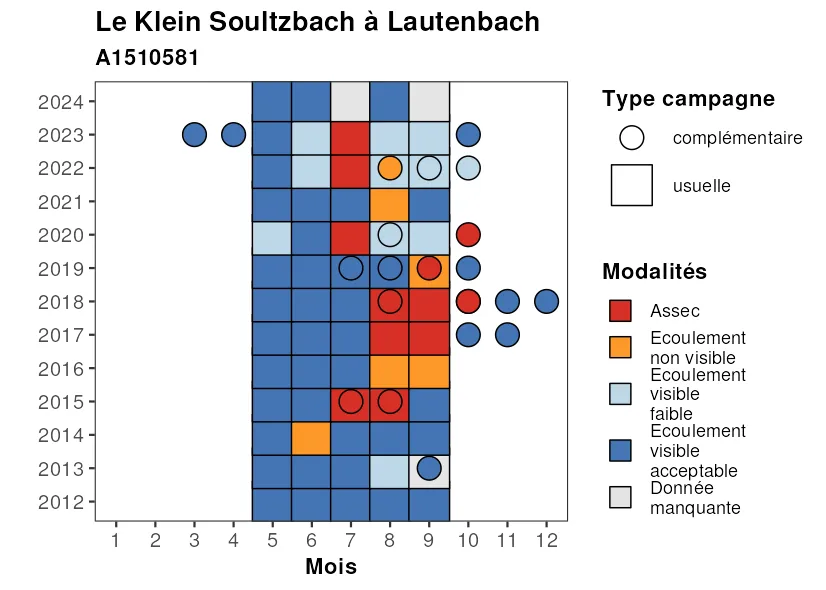 Le Klein Soultzbach à Lautenbach
A1510581
2024
2023
2022
2021
2020
2019
2018
2017
2016
2015
2014
2013
2012
1 2 3 4 5 6 7 8 9 10 11 12
Mois
Type campagne
complémentaire
usuelle
Modalités
Assec
Ecoulement
non visible
Ecoulement
visible
faible
Ecoulement
visible
acceptable
Donnée
manquante